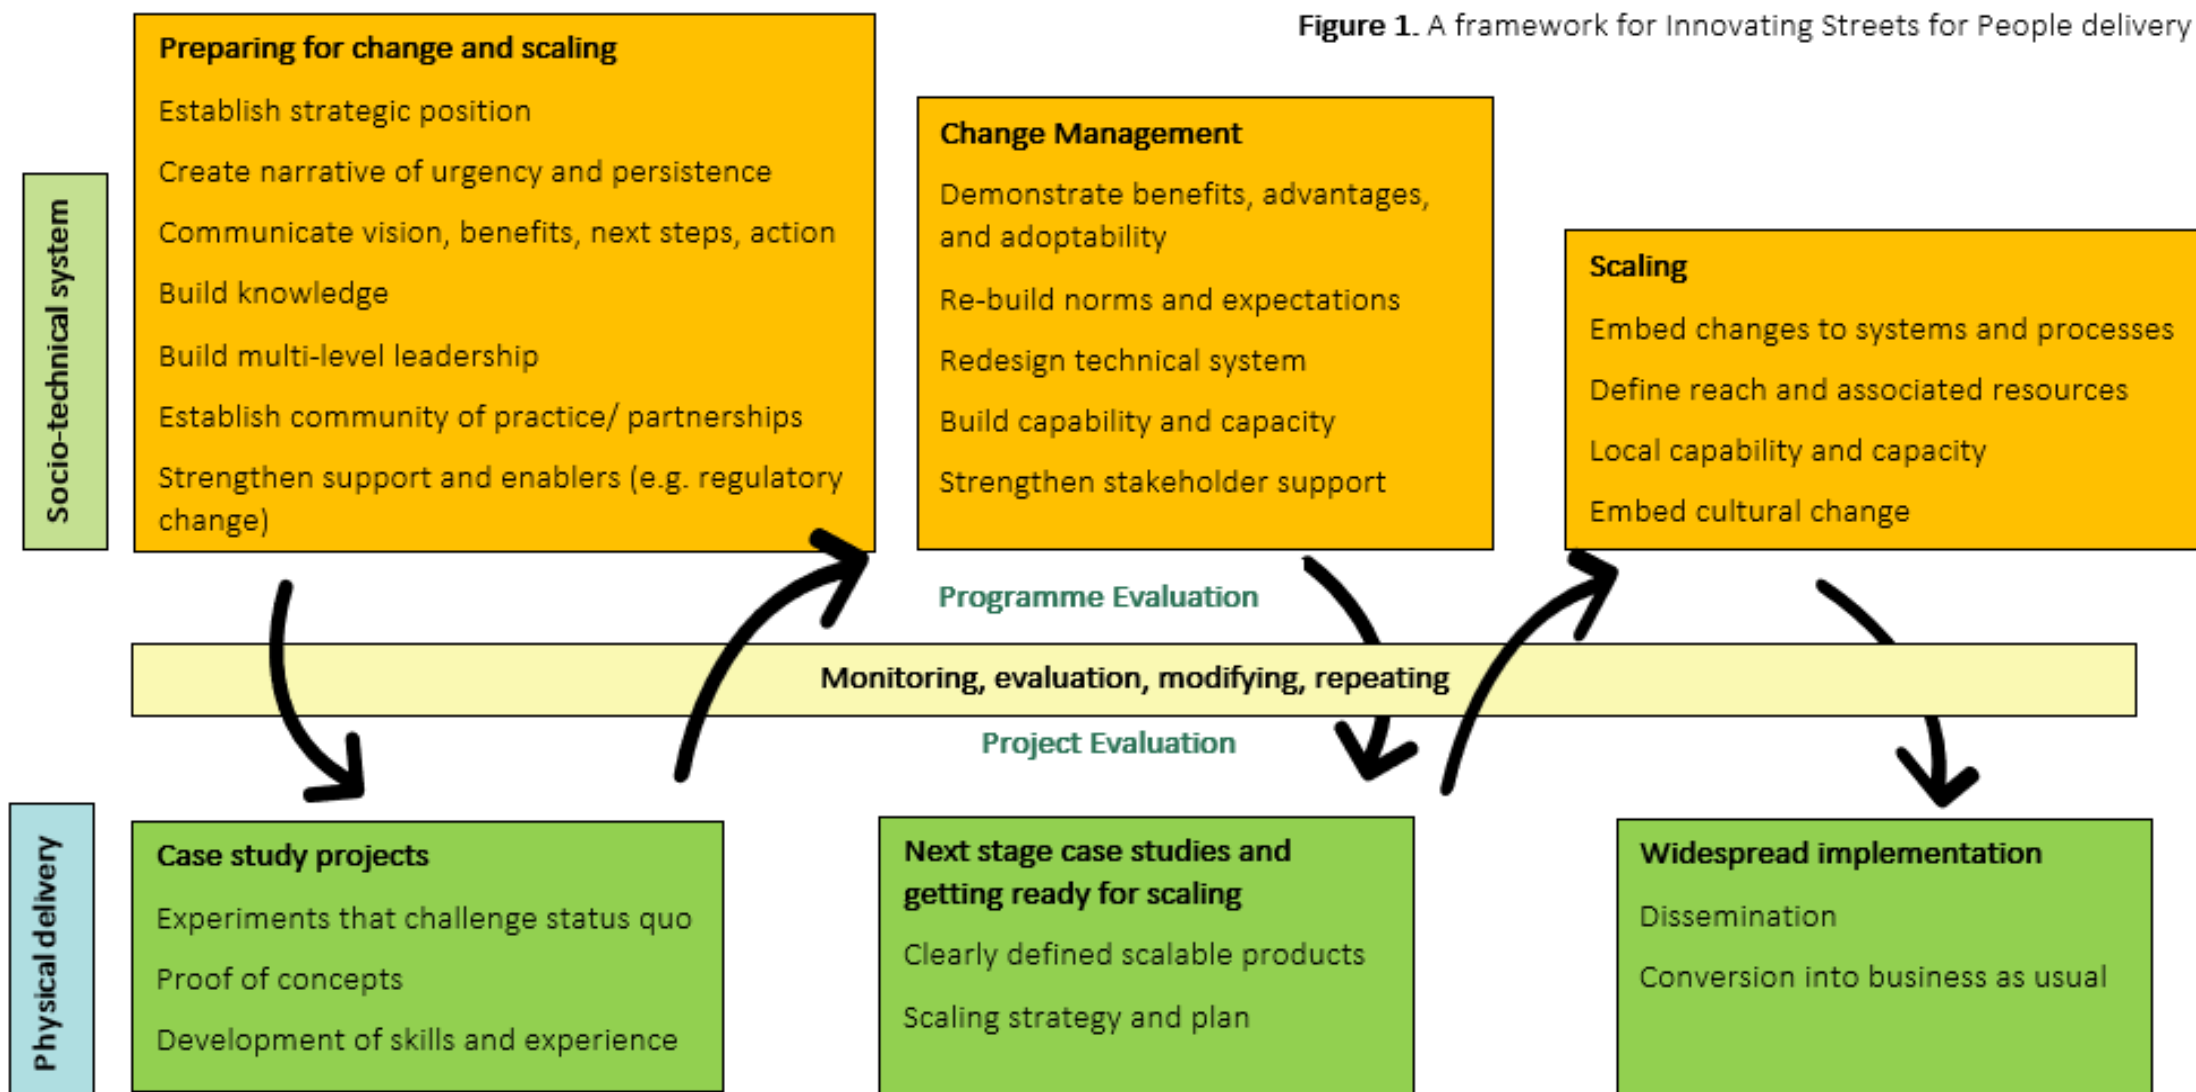 Figure 1. A framework for Innovating Streets for People delivery
Socio-technical system
Preparing for change and scaling
Establish strategic position
Create narrative of urgency and persistence
Communicate vision, benefits, next steps, action
Build knowledge
Build multi-level leadership
Establish community of practice/ partnerships
Strengthen support and enablers (e.g. regulatory
change)
Change Management
Demonstrate benefits, advantages,
and adoptability
Re-build norms and expectations
Redesign technical system
Build capability and capacity
Strengthen stakeholder support
Scaling
Embed changes to systems and processes
Define reach and associated resources
Local capability and capacity
Embed cultural change
Programme Evaluation
Monitoring, evaluation, modifying, repeating
Project Evaluation
Physical delivery
Case study projects
Experiments that challenge status quo
Proof of concepts
Development of skills and experience
Next stage case studies and
getting ready for scaling
Clearly defined scalable products
Scaling strategy and plan
Widespread implementation
Dissemination
Conversion into business as usual